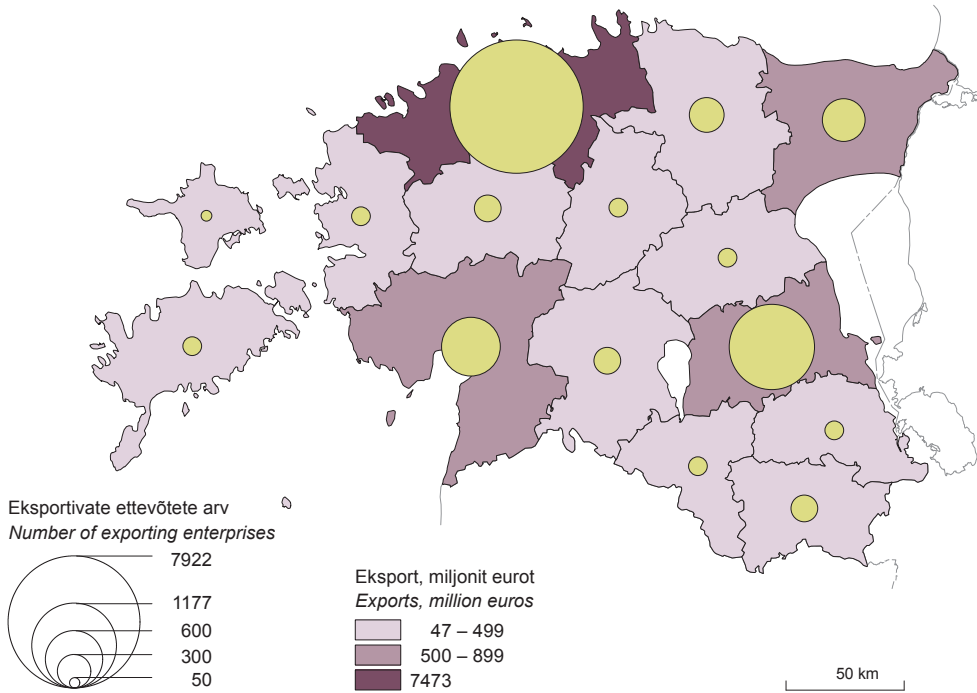 Eksportivate ettevõtete arv
Number of exporting enterprises
7922
1177
600
300
50
Eksport, miljonit eurot
Exports, million euros
47 – 499
500 – 899
7473
50 km